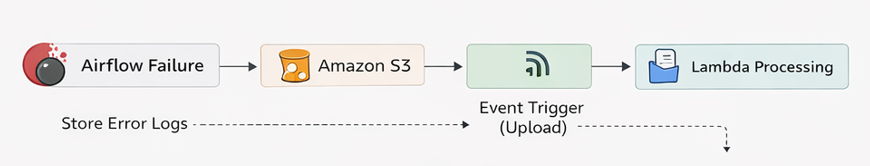 Airflow Failure
Amazon S3
Lambda Processing
Event Trigger
(Upload)
Store Error Logs